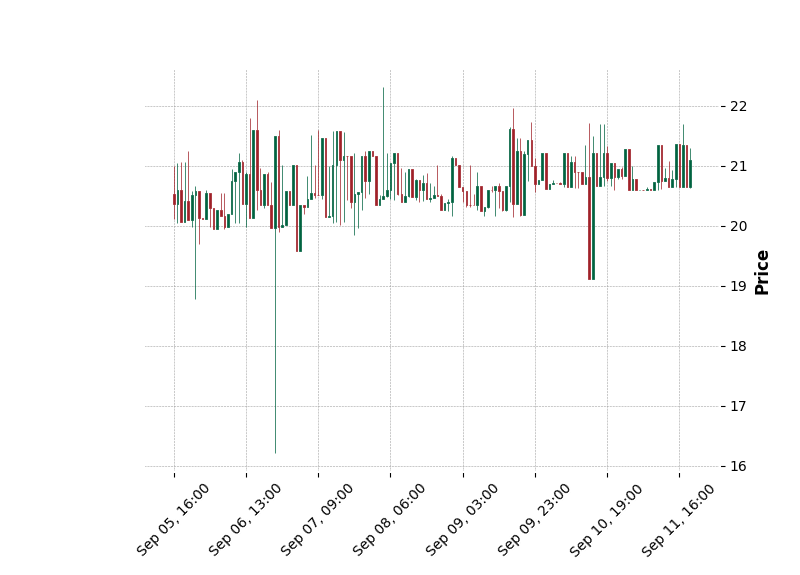 22
21
20
19
18
17
16
Price
Sep 05, 16:00
Sep 06, 13:00
Sep 07, 09:00
Sep 08, 06:00
Sep 09, 03:00
Sep 09, 23:00
Sep 10, 19:00
Sep 11, 16:00